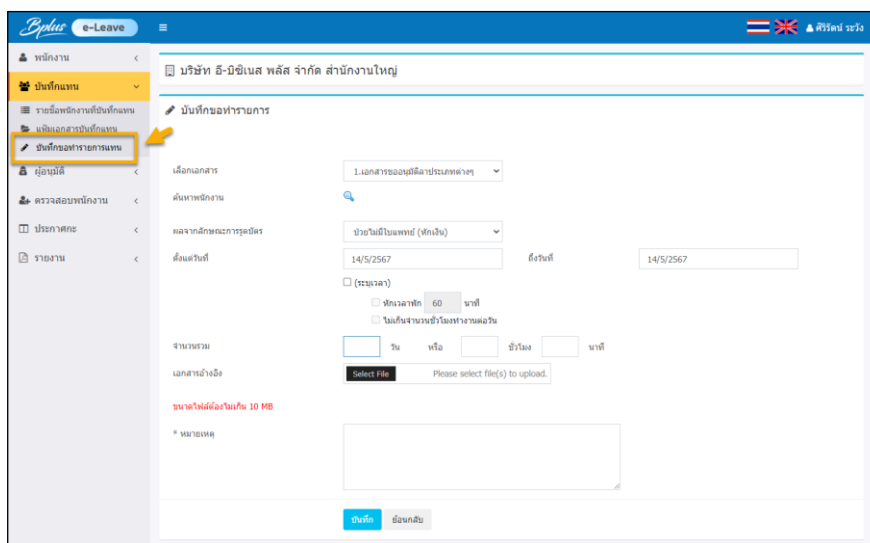 Bplus e-Leave
ศิริรัตน์ ระวัง
พนักงาน
บันทึกแทน
รายชื่อพนักงานที่บันทึกแทน
แฟ้มเอกสารบันทึกแทน
บันทึกขอทำรายการแทน
ผู้อนุมัติ
ตรวจสอบพนักงาน
ประกาศกะ
รายงาน
บริษัท อี-บิซิเนส พลัส จำกัด สำนักงานใหญ่
บันทึกขอทำรายการ
เลือกเอกสาร 1.เอกสารขออนุมัติลาประเภทต่างๆ
ค้นหาพนักงาน
ผลจากลักษณะการรูดบัตร ป่วยไม่มีใบแพทย์ (หักเงิน)
ตั้งแต่วันที่ 14/5/2567 ถึงวันที่ 14/5/2567
(ระบุเวลา)
หักเวลาพัก 60 นาที
ไม่เกินจำนวนชั่วโมงทำงานต่อวัน
จำนวนรวม วัน หรือ ชั่วโมง นาที
เอกสารอ้างอิง Select File Please select file(s) to upload.
ขนาดไฟล์ต้องไม่เกิน 10 MB
* หมายเหตุ
บันทึก ย้อนกลับ